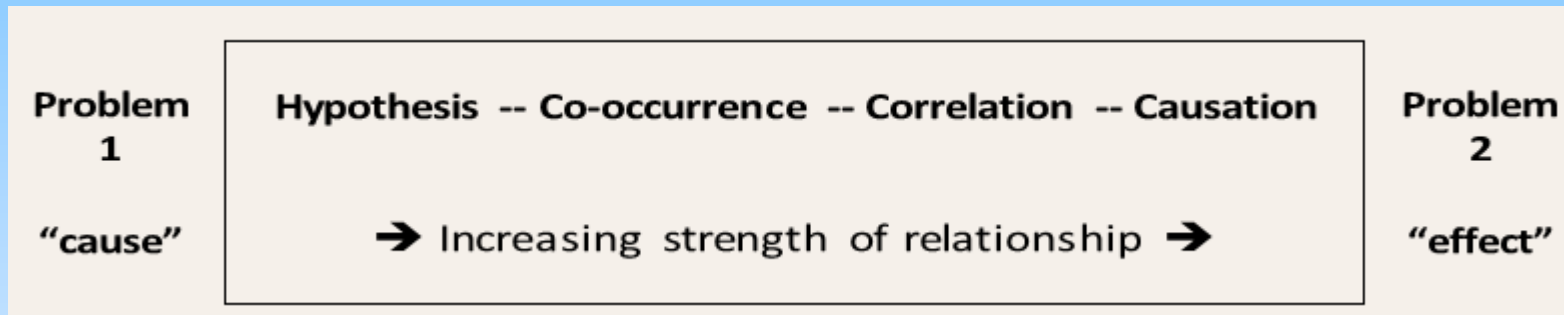 Problem
1
“cause”
Hypothesis -- Co-occurrence -- Correlation -- Causation
➔ Increasing strength of relationship ➔
Problem
2
“effect”